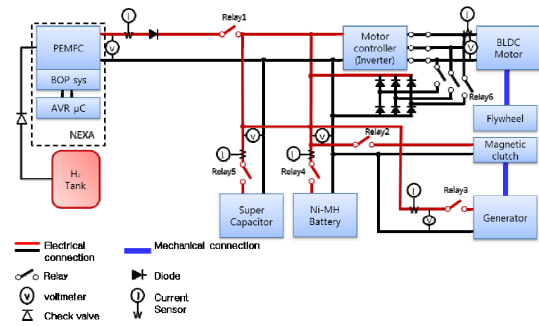 I
Relay1
PEMFC
V
Motor
controller
(Inverter)
I
BLDC
Motor
BOP sys
AVR µC
NEXA
Relay6
Flywheel
H₂
Tank
V
V
Relay2
Magnetic
clutch
I
I
Relay5
Relay4
I
Relay3
Super
Capacitor
Ni-MH
Battery
V
Generator
Electrical
connection
Mechanical connection
Relay
Diode
V
voltmeter
I
Current
Sensor
Check valve